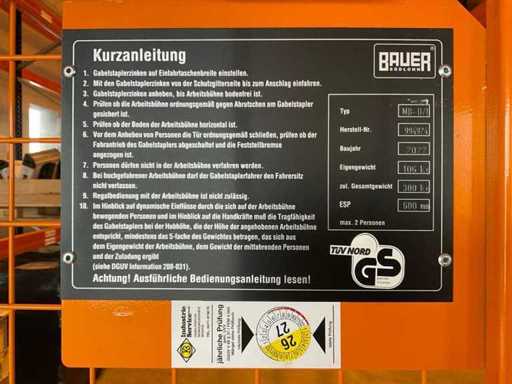 Kurzanleitung
BAUER®
SÜDLOHN
1. Gabelstaplerzinken auf Einfahrtaschenbreite einstellen.
2. Mit den Gabelstaplerzinken von der Schutzgitterseite bis zum Anschlag einfahren.
3. Gabelstaplerzinken anheben, bis Arbeitsbühne bodenfrei ist.
4. Prüfen ob die Arbeitsbühne ordnungsgemäß gegen Abrutschen am Gabelstapler
gesichert ist.
5. Prüfen ob der Boden der Arbeitsbühne horizontal ist.
6. Vor dem Anheben von Personen die Tür ordnungsgemäß schließen, prüfen ob der
Fahrantrieb des Gabelstaplers abgeschaltet und die Feststellbremse
angezogen ist.
7. Personen dürfen nicht in der Arbeitsbühne verfahren werden.
8. Bei hochgefahrener Arbeitsbühne darf der Gabelstaplerfahrer den Fahrersitz
nicht verlassen.
9. Regalbedienung mit der Arbeitsbühne ist nicht zulässig.
10. Im Hinblick auf dynamische Einflüsse durch die sich auf der Arbeitsbühne
bewegenden Personen und im Hinblick auf die Handkräfte muß die Tragfähigkeit
des Gabelstaplers bei der Hubhöhe, die der Höhe der angehobenen Arbeitsbühne
entspricht, mindestens das 5-facke des Gewichtes betragen, das sich aus
dem Eigengewicht der Arbeitsbühne, dem Gewicht der mitfahrenden Personen
und der Zuladung ergibt
(siehe DGUV Information 208-031).
Achtung! Ausführliche Bedienungsanleitung lesen!
Typ
Herstell-Nr.
Baujahr 2022
Eigengewicht 106 kg
zul. Gesamtgewicht 300 kg
ESP 600 mm
max. 2 Personen
TÜV NORD
GS
Industrie
Service
jährliche Prüfung
26
27